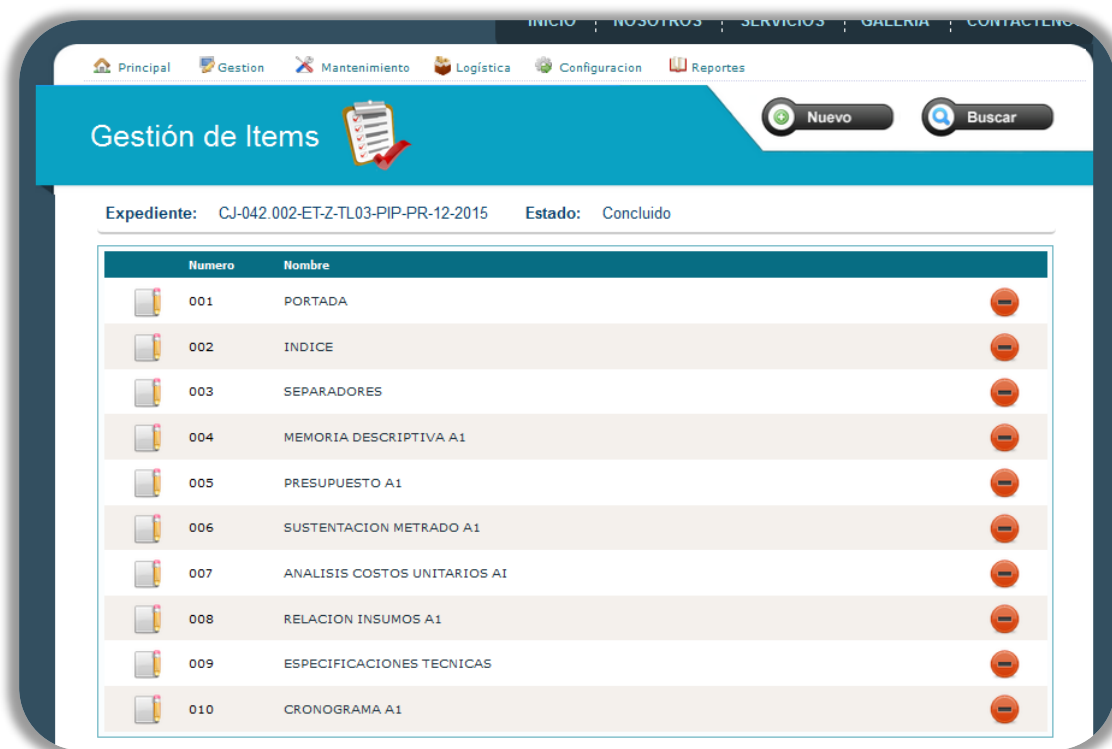 INICIO NOSOTROS SERVICIOS GALERIA CONTACTENO
Principal Gestion Mantenimiento Logística Configuracion Reportes
Nuevo Buscar
Gestión de Items
Expediente: CJ-042.002-ET-Z-TL03-PIP-PR-12-2015 Estado: Concluido
Numero Nombre
001 PORTADA
002 INDICE
003 SEPARADORES
004 MEMORIA DESCRIPTIVA A1
005 PRESUPUESTO A1
006 SUSTENTACION METRADO A1
007 ANALISIS COSTOS UNITARIOS AI
008 RELACION INSUMOS A1
009 ESPECIFICACIONES TECNICAS
010 CRONOGRAMA A1